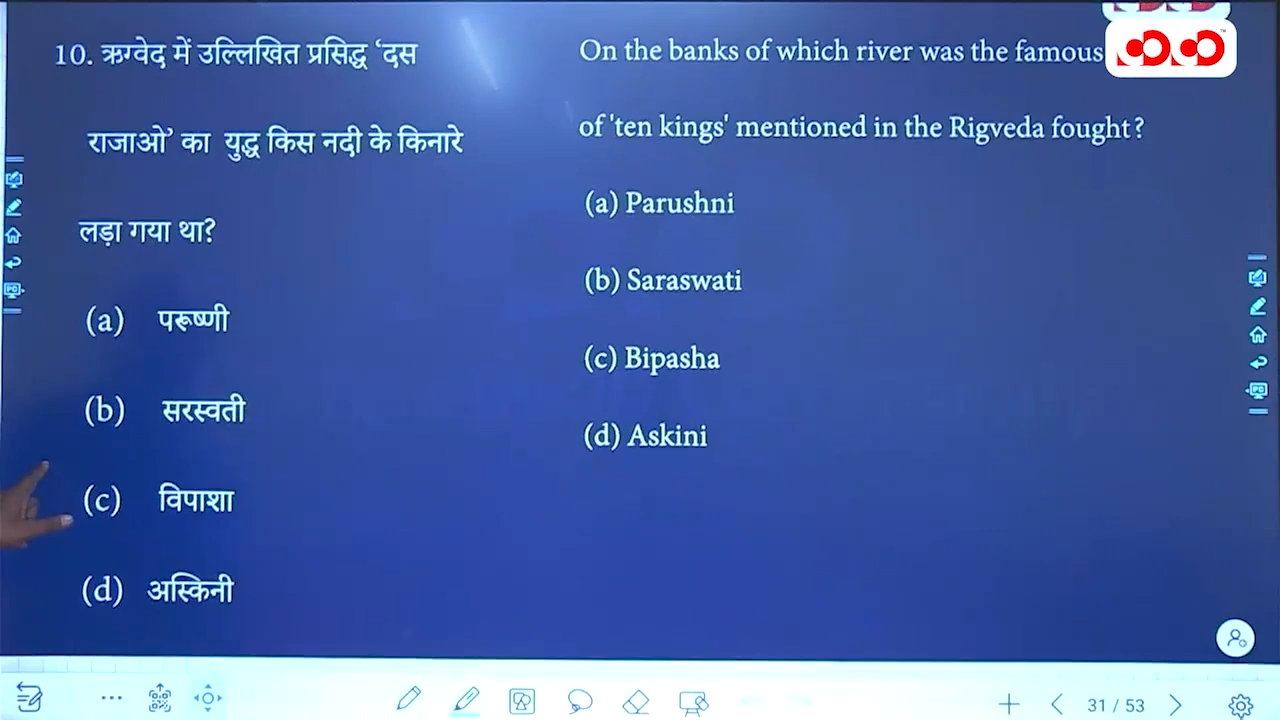 10. ऋग्वेद में उल्लिखित प्रसिद्ध ‘दस
राजाओ’ का युद्ध किस नदी के किनारे
लड़ा गया था?
(a) परूष्णी
(b) सरस्वती
(c) विपाशा
(d) अस्किनी
On the banks of which river was the famous
of 'ten kings' mentioned in the Rigveda fought?
(a) Parushni
(b) Saraswati
(c) Bipasha
(d) Askini
31 / 53